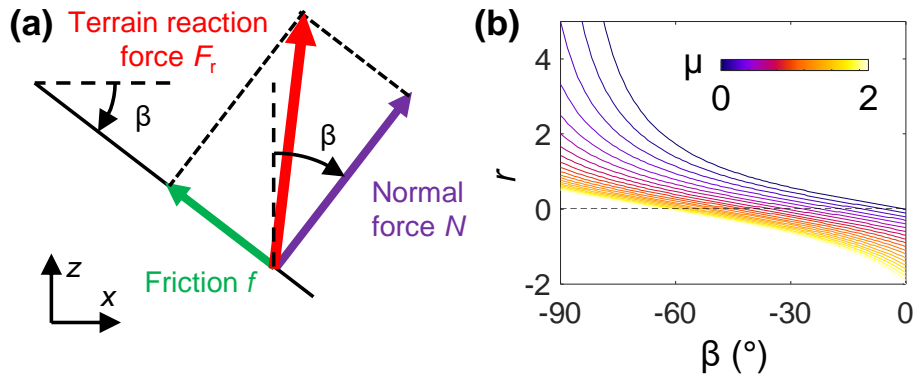 (a)
Terrain reaction
force Fr
β
β
Normal
force N
Friction f
z
x
(b)
μ
0 2
r
4
2
0
-2
-90 -60 -30 0
β (°)